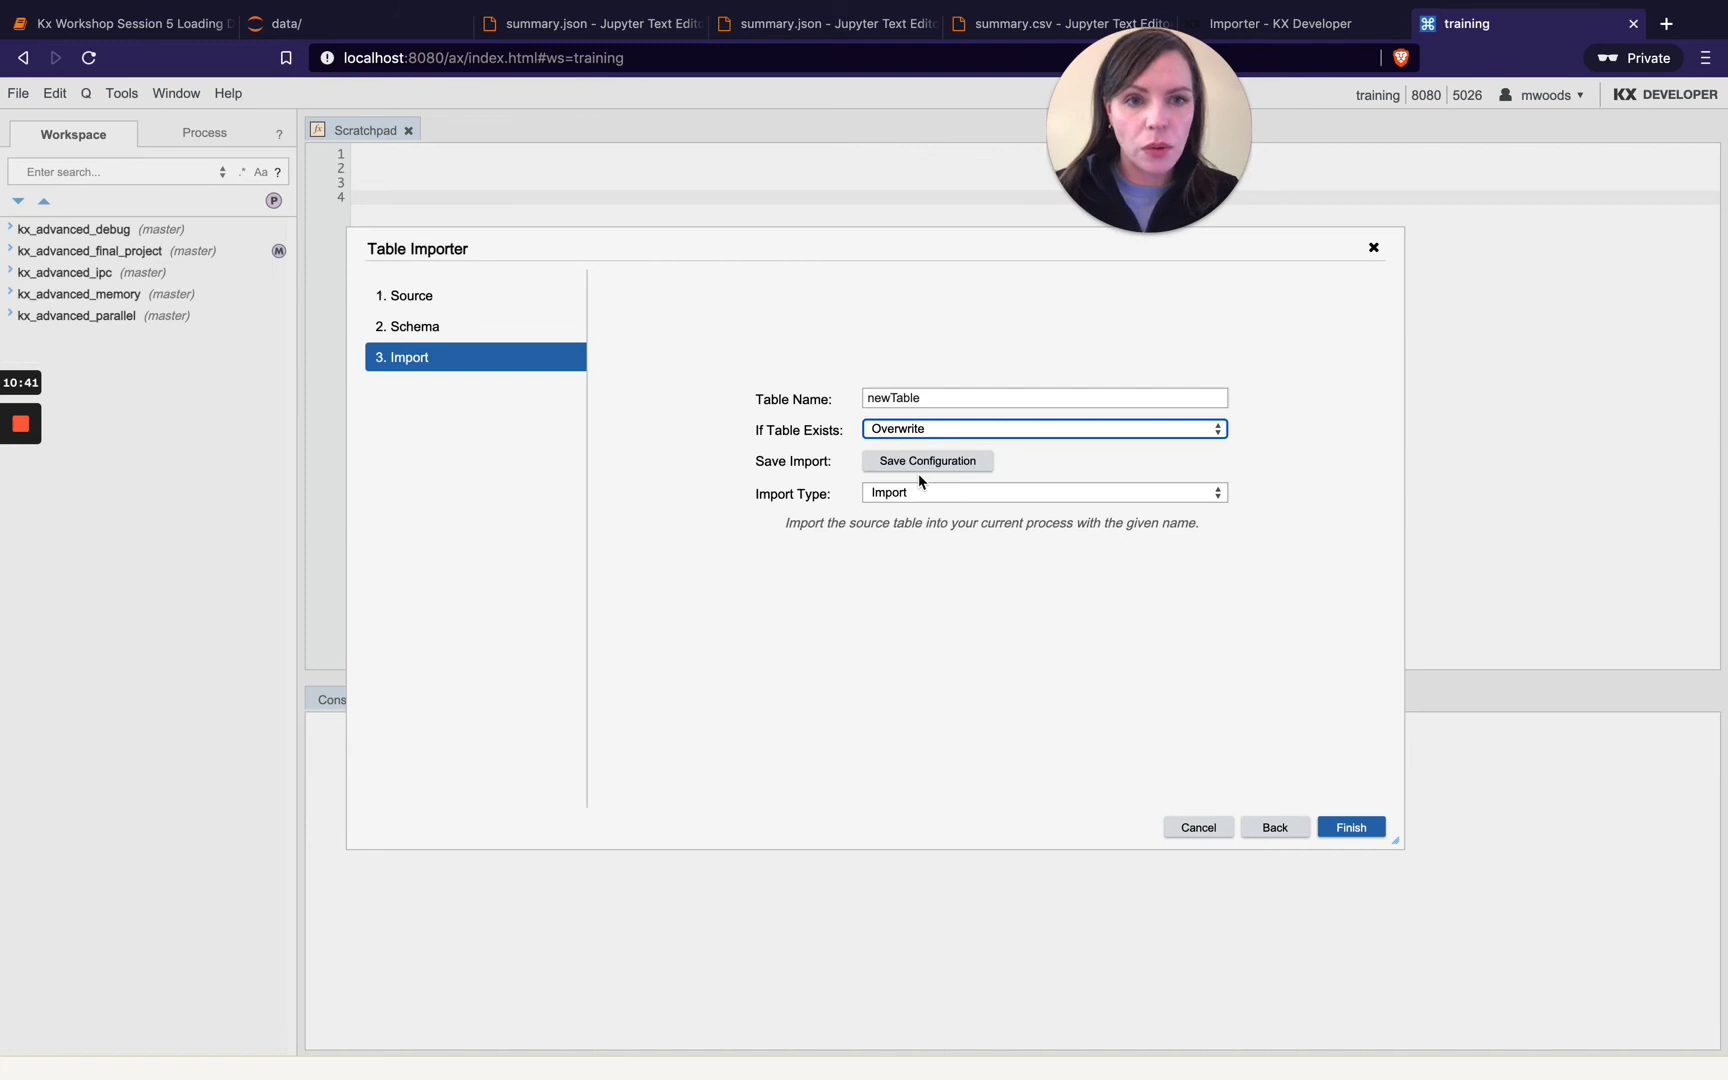 Kx Workshop Session 5 Loading D
data/
summary.json - Jupyter Text Edito
summary.json - Jupyter Text Edito
summary.csv - Jupyter Text Edito
Importer - KX Developer
training
localhost:8080/ax/index.html#ws=training
Private
File Edit Q Tools Window Help
training 8080 5026 mwoods ▾ KX DEVELOPER
Workspace Process ?
fx Scratchpad
Enter search... .* Aa ?
P
1
2
3
4
kx_advanced_debug (master)
kx_advanced_final_project (master) M
kx_advanced_ipc (master)
kx_advanced_memory (master)
kx_advanced_parallel (master)
10:41
Table Importer
1. Source
2. Schema
3. Import
Table Name: newTable
If Table Exists: Overwrite
Save Import: Save Configuration
Import Type: Import
Import the source table into your current process with the given name.
Cons
Cancel Back Finish